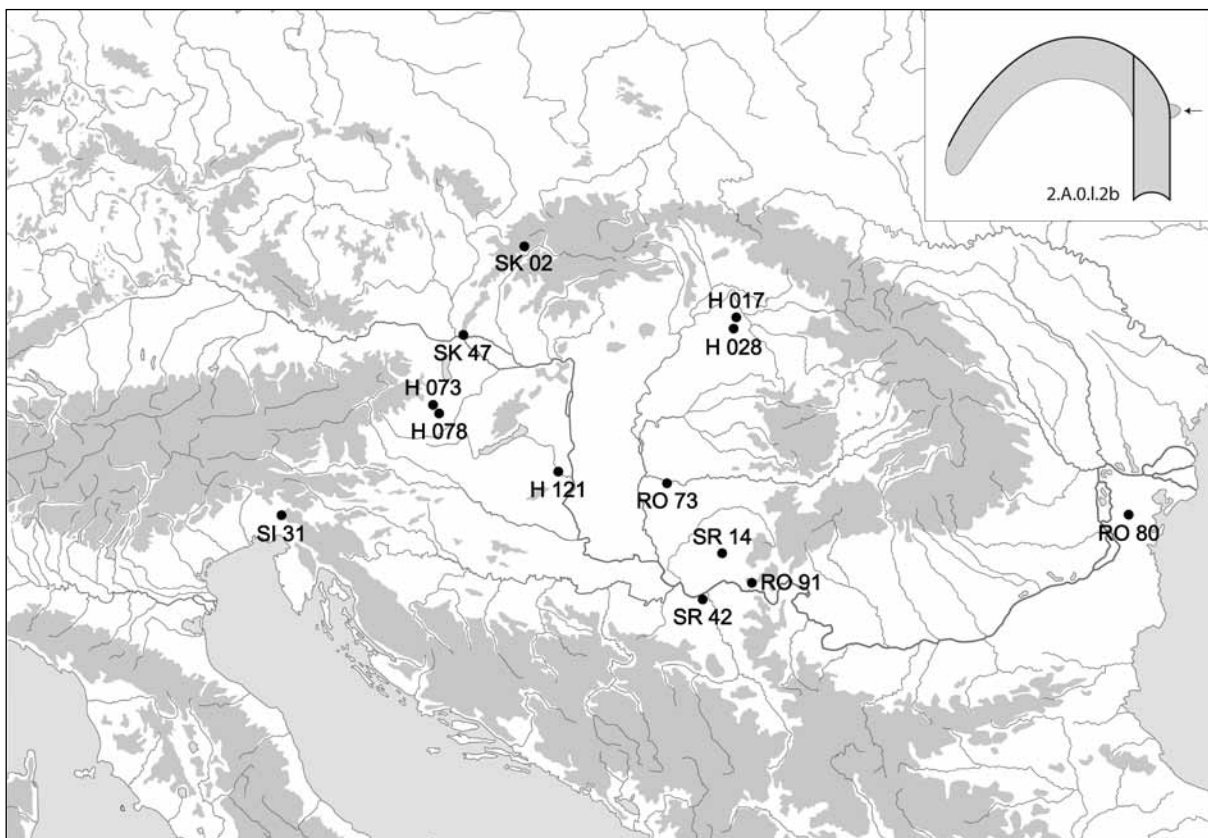 2.A.0.I.2b
SK 02
H 017
H 028
SK 47
H 073
H 078
H 121
RO 73
SI 31
SR 14
RO 80
RO 91
SR 42